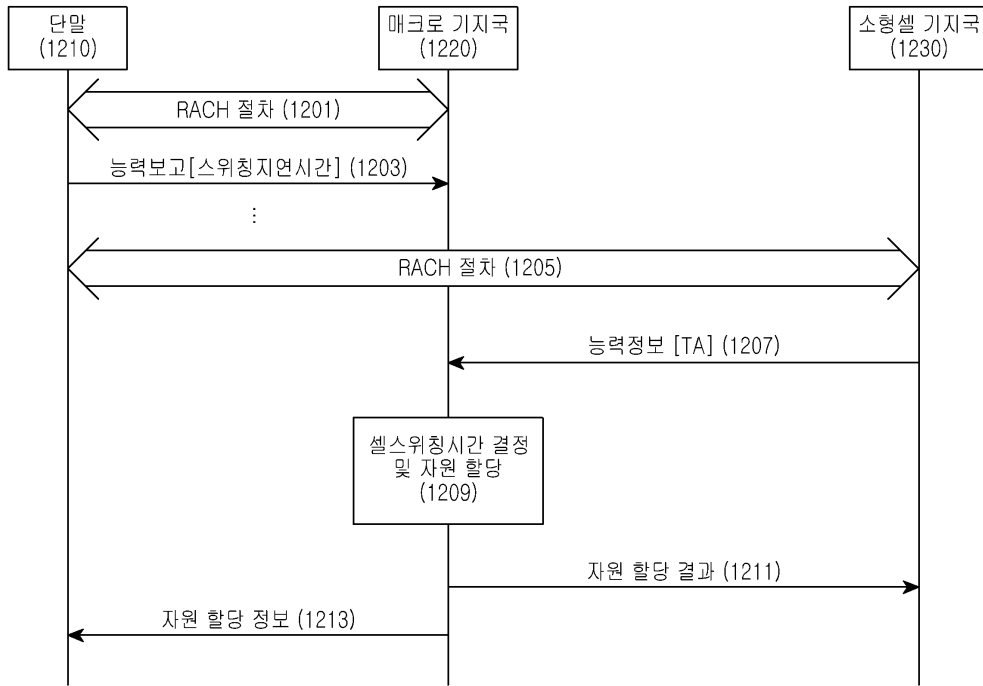 단말
(1210)
매크로 기지국
(1220)
소형셀 기지국
(1230)
RACH 절차 (1201)
능력보고[스위칭지연시간] (1203)
⋮
RACH 절차 (1205)
능력정보 [TA] (1207)
셀스위칭시간 결정
및 자원 할당
(1209)
자원 할당 결과 (1211)
자원 할당 정보 (1213)